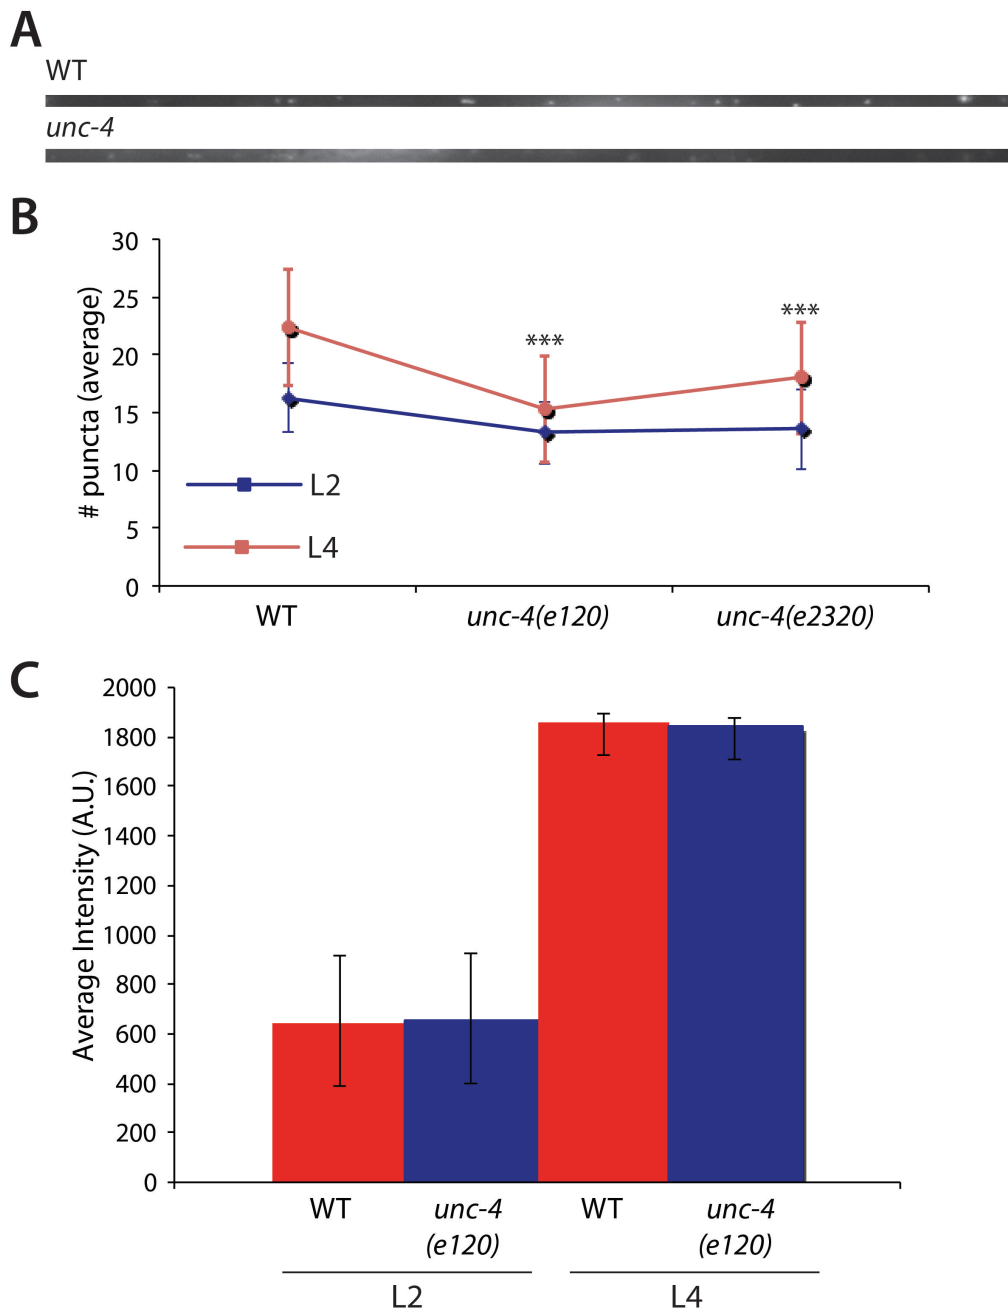 A
WT
unc-4
B
# puncta (average)
30
25
20
15
10
5
0
***
***
L2
L4
WT unc-4(e120) unc-4(e2320)
C
Average Intensity (A.U.)
2000
1800
1600
1400
1200
1000
800
600
400
200
0
WT unc-4 WT unc-4
(e120) (e120)
L2 L4